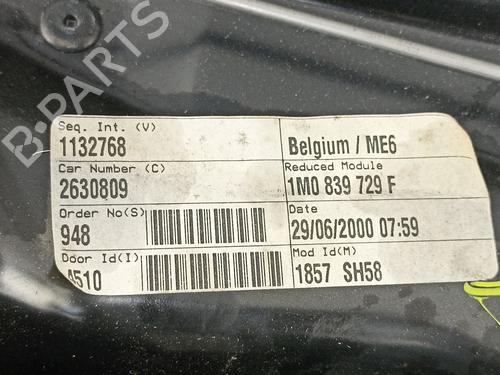 B-PARTS
Seq. Int. (V)
1132768
Belgium / ME6
Car Number (C)
2630809
Reduced Module
1M0 839 729 F
Order No(S)
948
Date
29/06/2000 07:59
Door Id(I)
4510
Mod Id(M)
1857 SH58